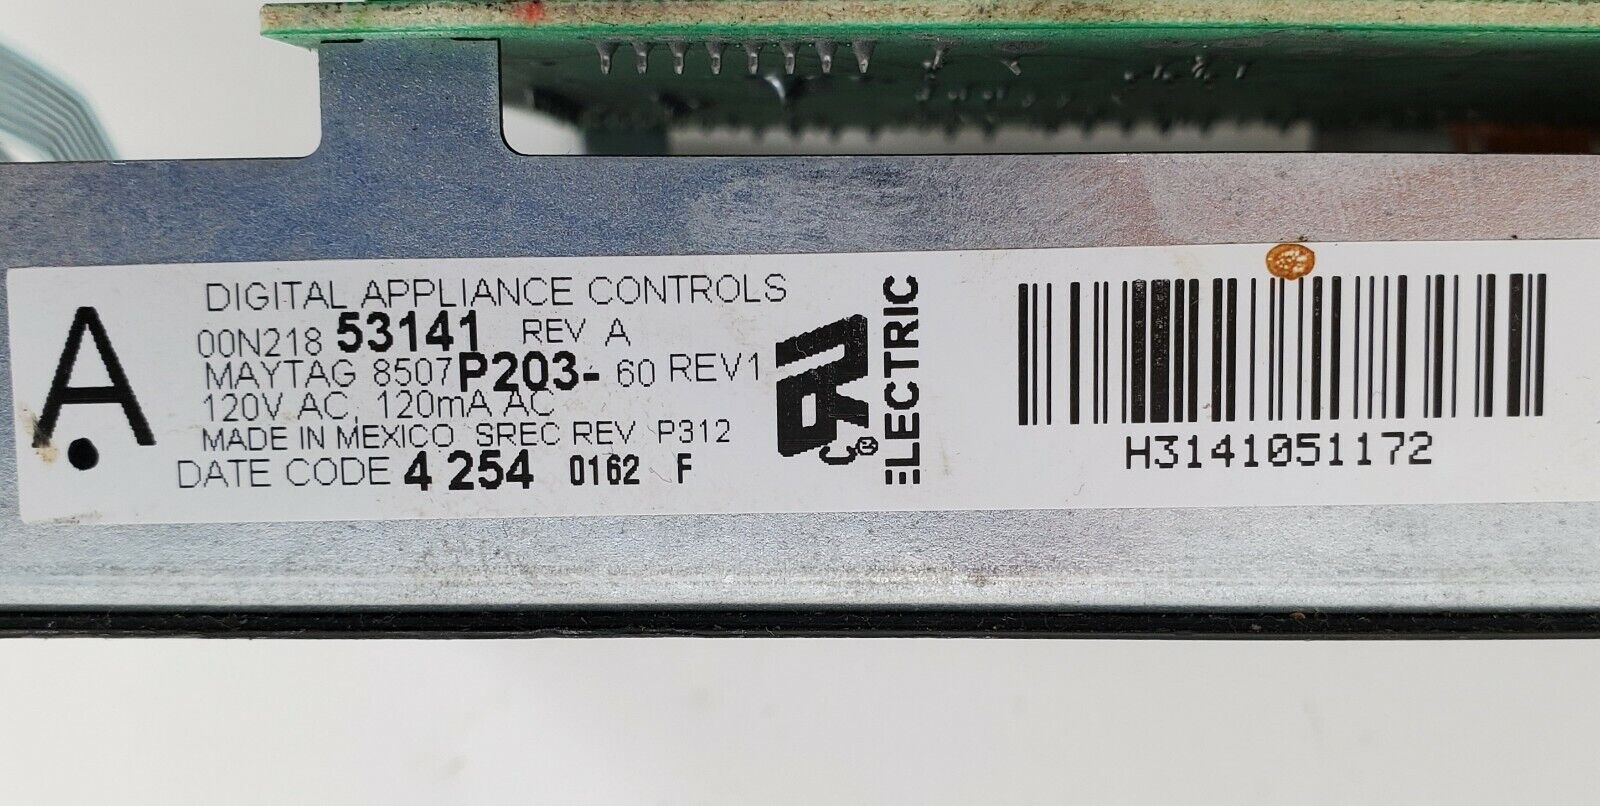 A
DIGITAL APPLIANCE CONTROLS
00N218 53141 REV A
MAYTAG 8507P203- 60 REV1
120V AC, 120mA AC
MADE IN MEXICO SREC REV P312
DATE CODE 4 254 0162 F
c RU ®
ELECTRIC
H3141051172